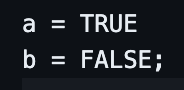 a = TRUE
b = FALSE;